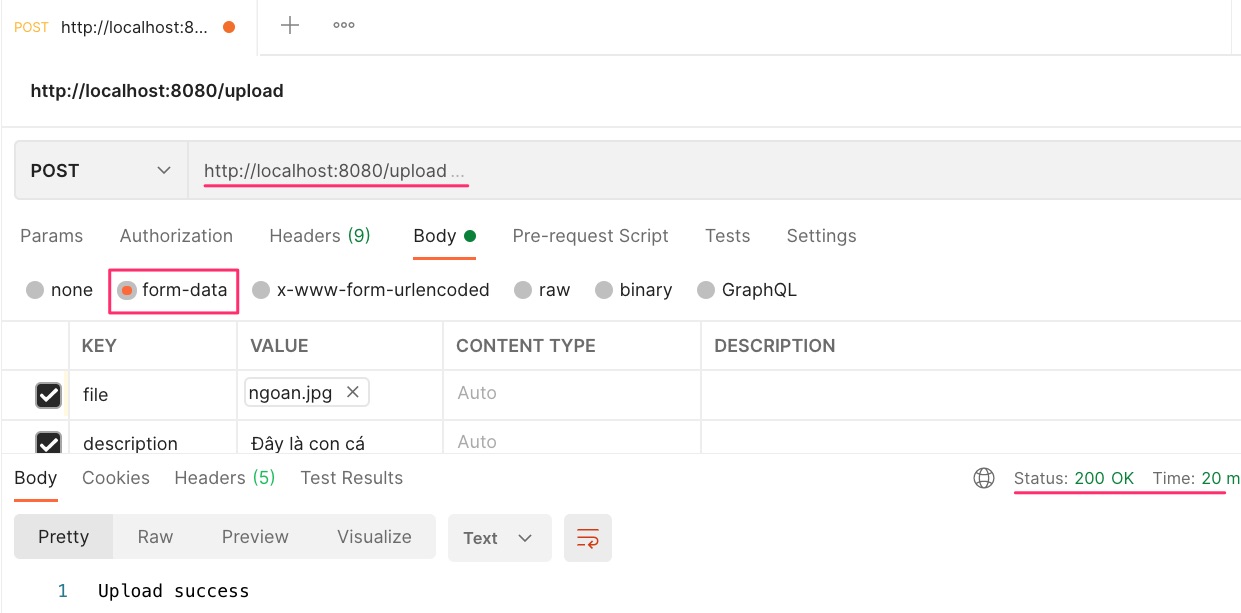 POST http://localhost:8... + ooo
http://localhost:8080/upload
POST http://localhost:8080/upload ...
Params Authorization Headers (9) Body Pre-request Script Tests Settings
none form-data x-www-form-urlencoded raw binary GraphQL
KEY VALUE CONTENT TYPE DESCRIPTION
file ngoan.jpg × Auto
description Đây là con cá Auto
Body Cookies Headers (5) Test Results Status: 200 OK Time: 20 m
Pretty Raw Preview Visualize Text
1 Upload success